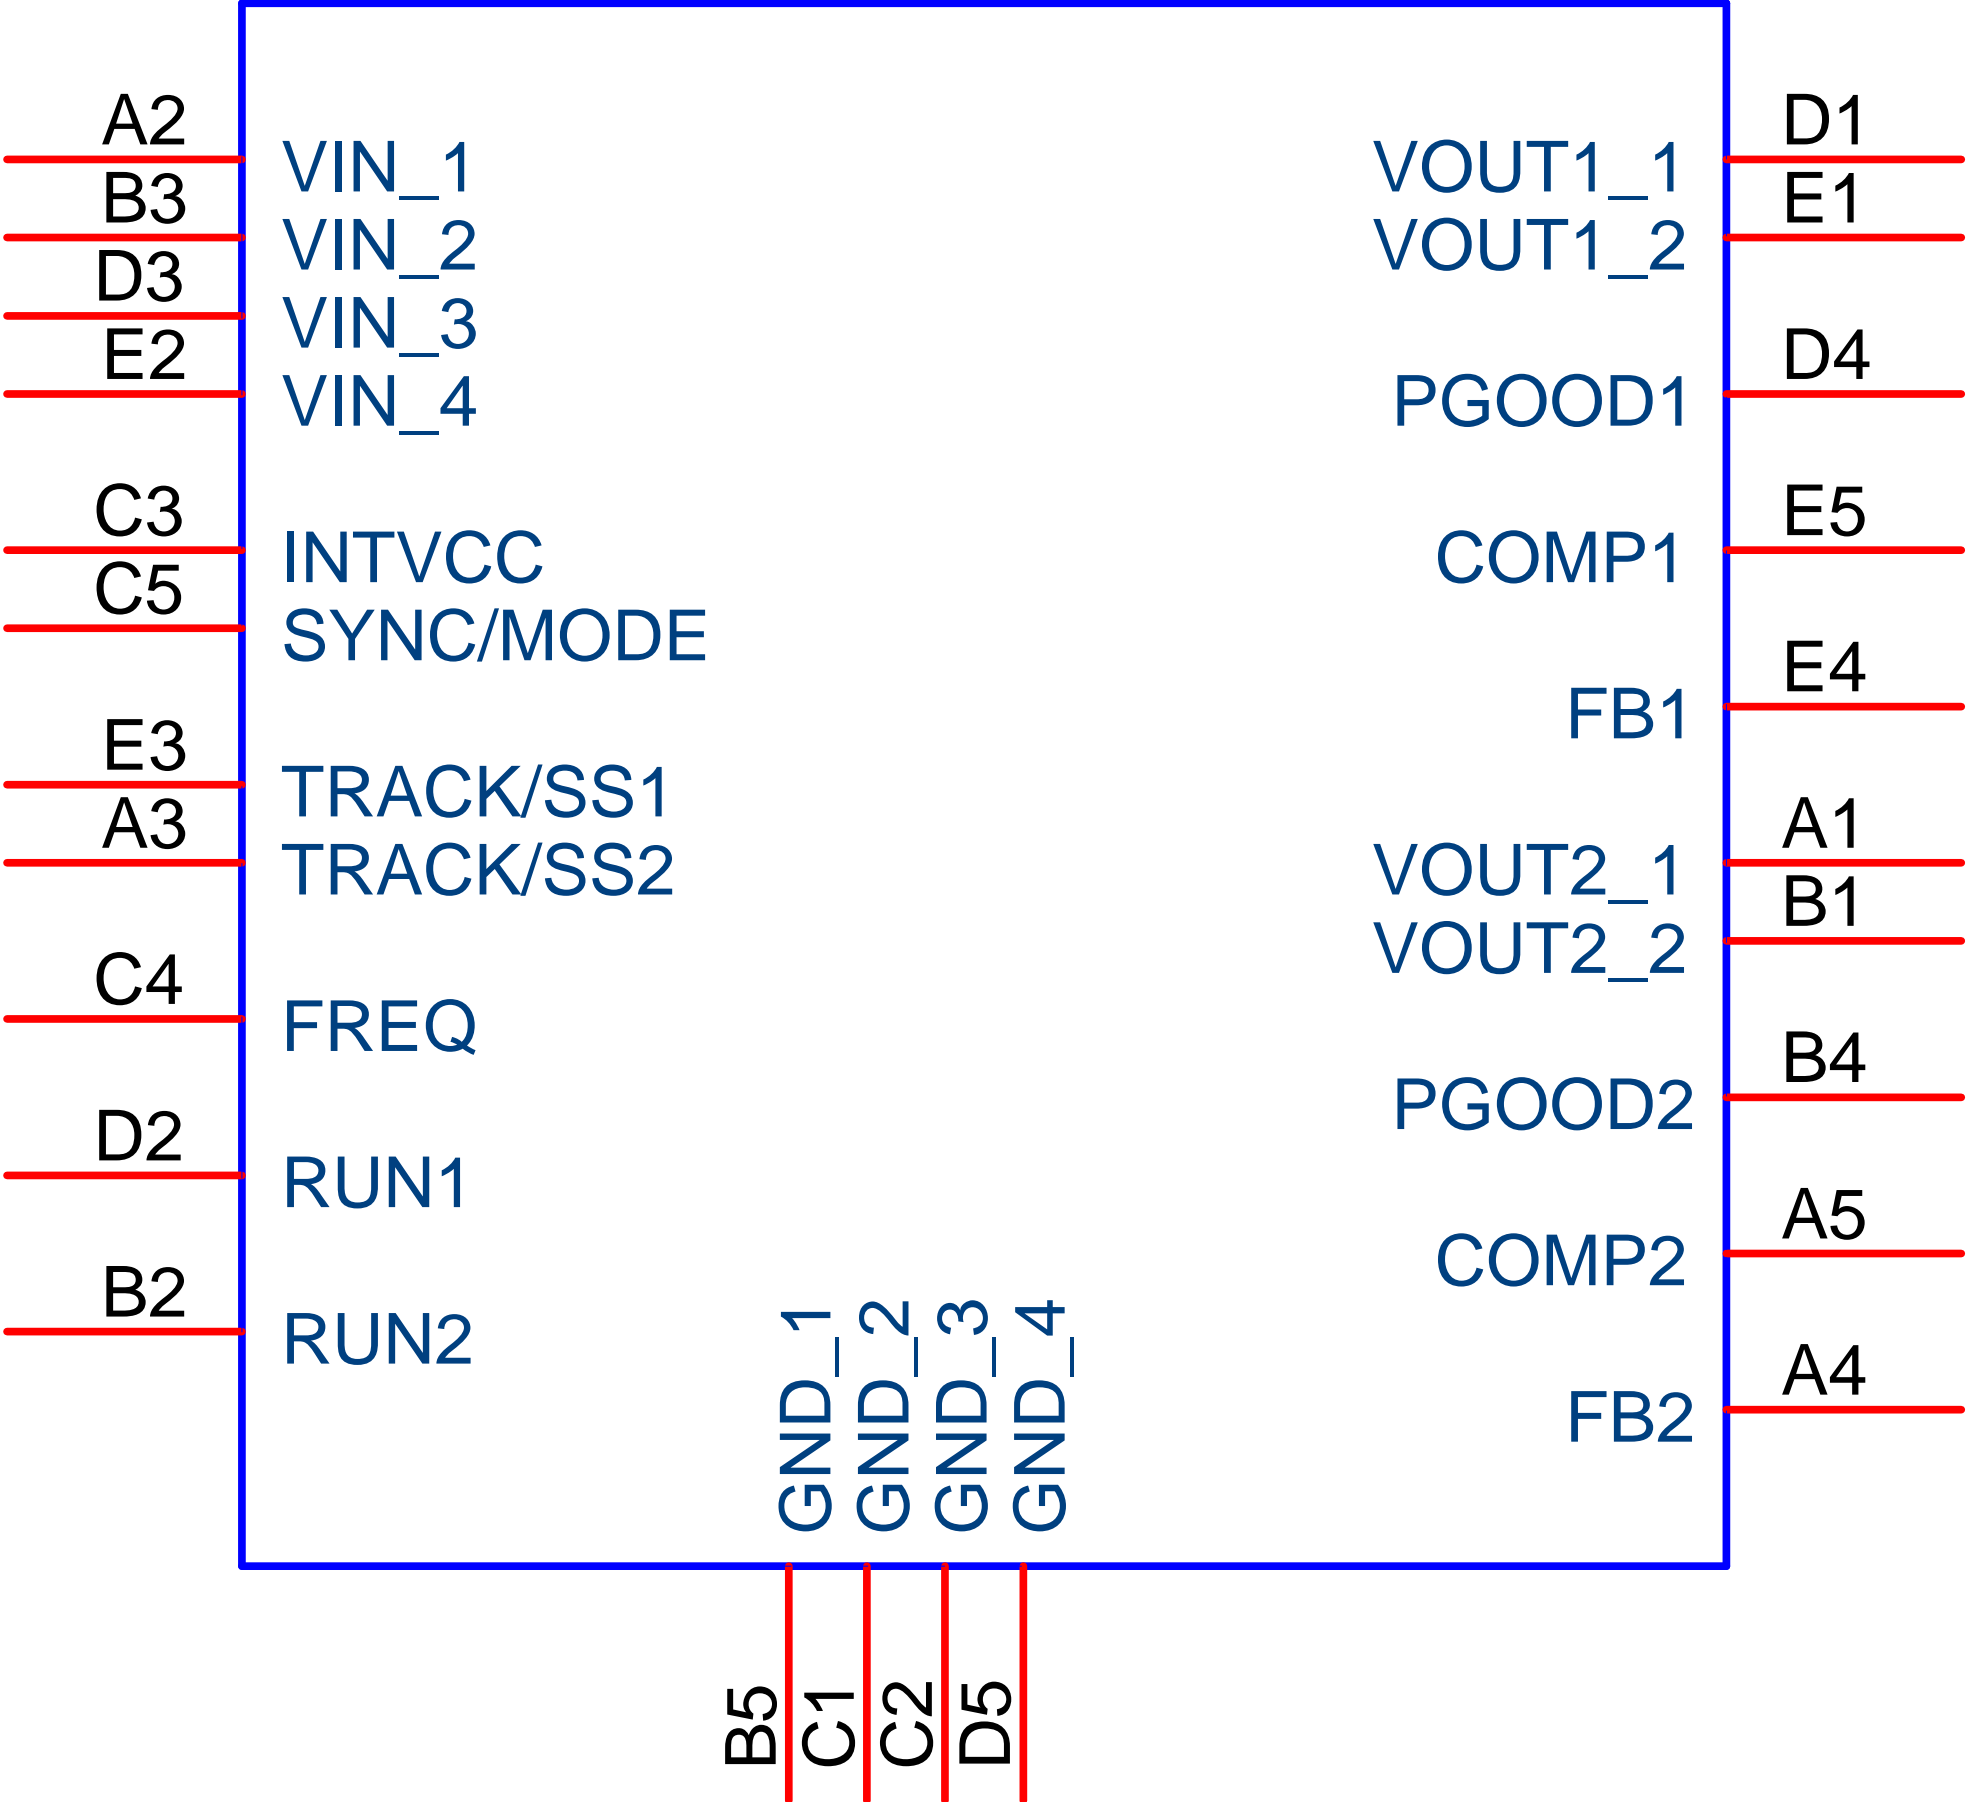 A2 VIN_1 VOUT1_1 D1
B3 VIN_2 VOUT1_2 E1
D3 VIN_3
E2 VIN_4 PGOOD1 D4
C3 INTVCC COMP1 E5
C5 SYNC/MODE
FB1 E4
E3 TRACK/SS1
A3 TRACK/SS2 VOUT2_1 A1
VOUT2_2 B1
C4 FREQ
PGOOD2 B4
D2 RUN1
COMP2 A5
B2 RUN2
FB2 A4
GND_1 GND_2 GND_3 GND_4
B5 C1 C2 D5